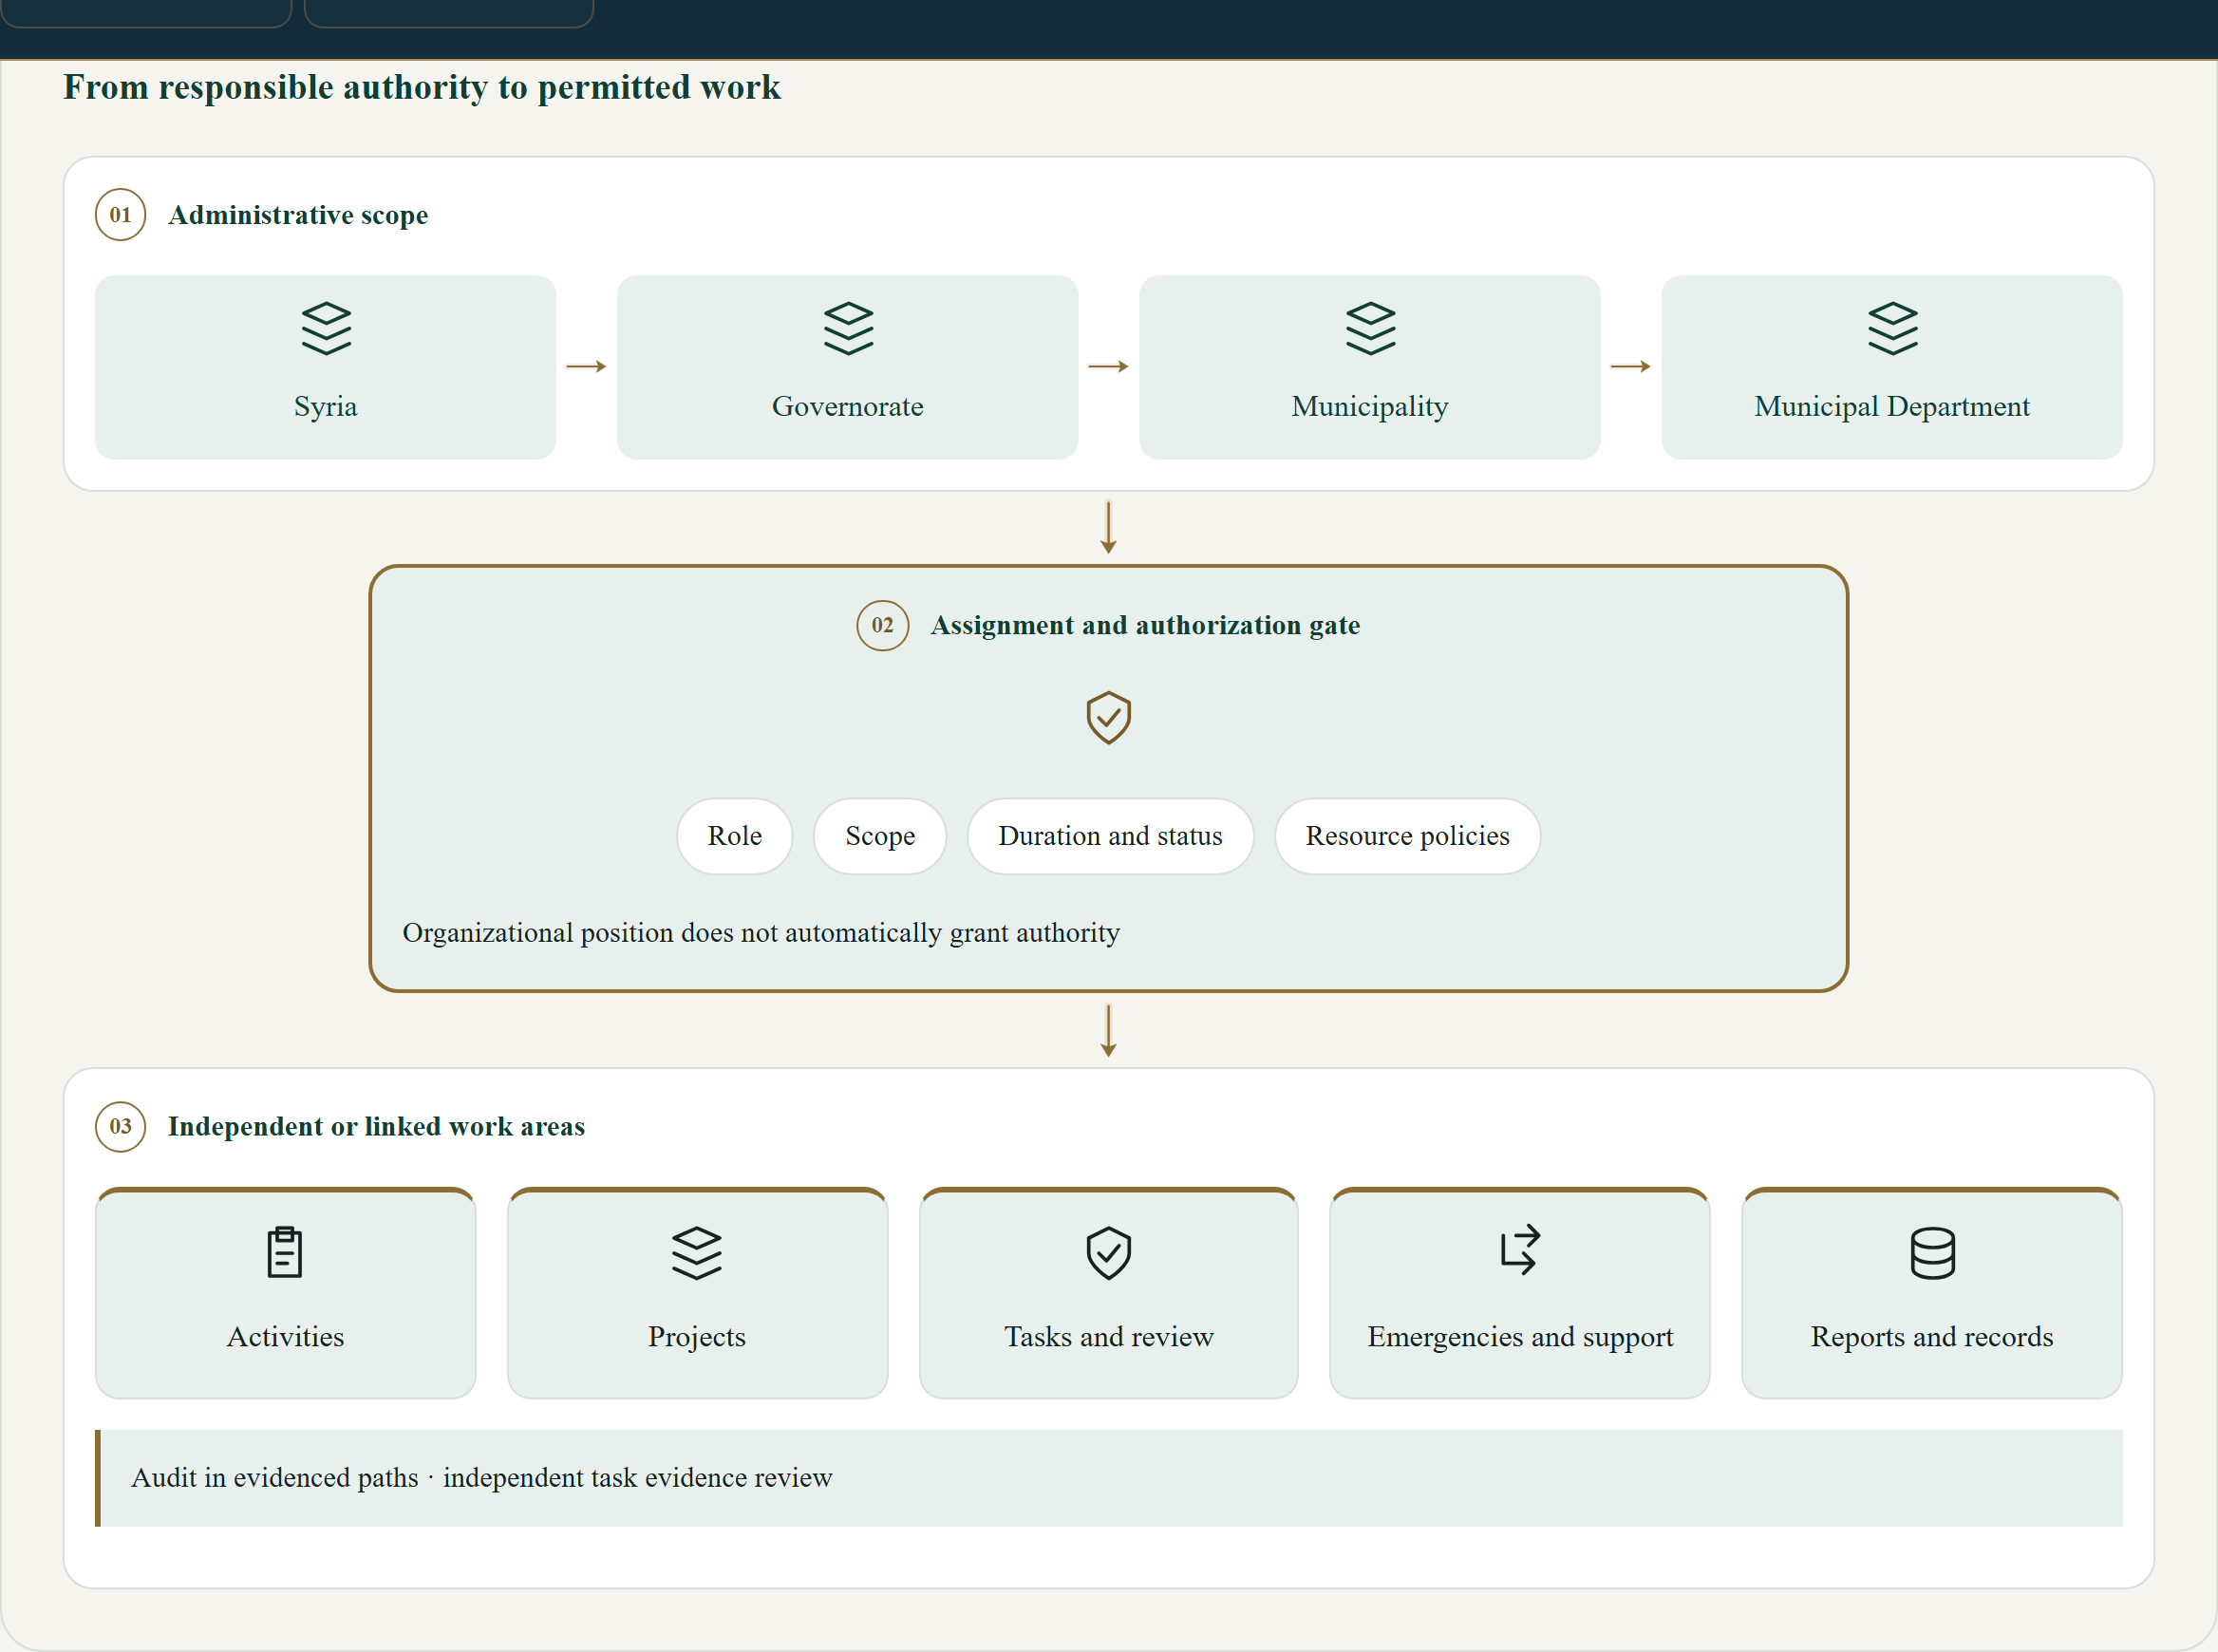 From responsible authority to permitted work
01 Administrative scope
Syria
Governorate
Municipality
Municipal Department
02 Assignment and authorization gate
Role
Scope
Duration and status
Resource policies
Organizational position does not automatically grant authority
03 Independent or linked work areas
Activities
Projects
Tasks and review
Emergencies and support
Reports and records
Audit in evidenced paths · independent task evidence review